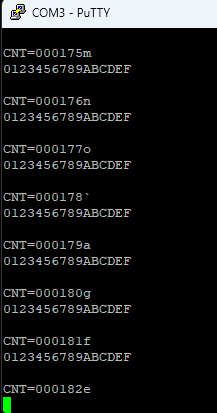 COM3 - PuTTY
CNT=000175m
0123456789ABCDEF
CNT=000176n
0123456789ABCDEF
CNT=000177o
0123456789ABCDEF
CNT=000178`
0123456789ABCDEF
CNT=000179a
0123456789ABCDEF
CNT=000180g
0123456789ABCDEF
CNT=000181f
0123456789ABCDEF
CNT=000182e